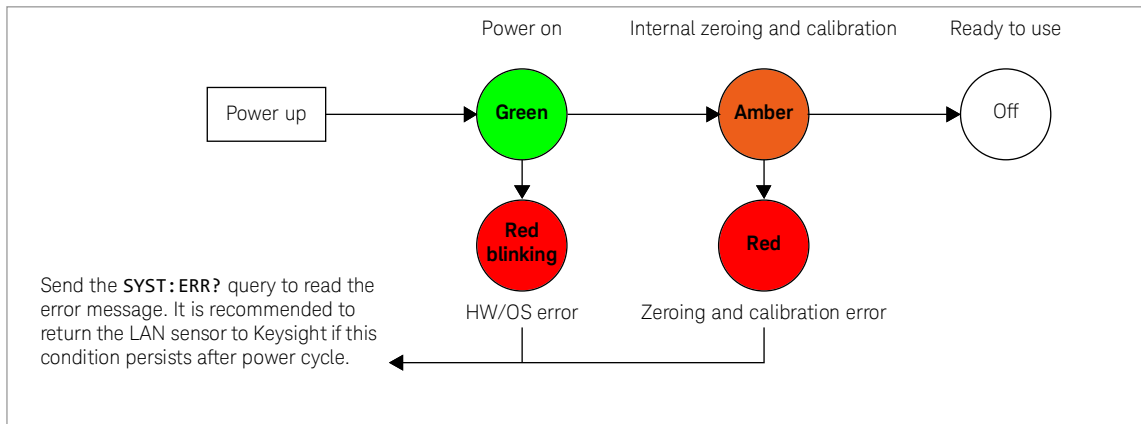 Power on
Internal zeroing and calibration
Ready to use
Power up
Green
Amber
Off
Red
blinking
Red
HW/OS error
Zeroing and calibration error
Send the SYST:ERR? query to read the
error message. It is recommended to
return the LAN sensor to Keysight if this
condition persists after power cycle.